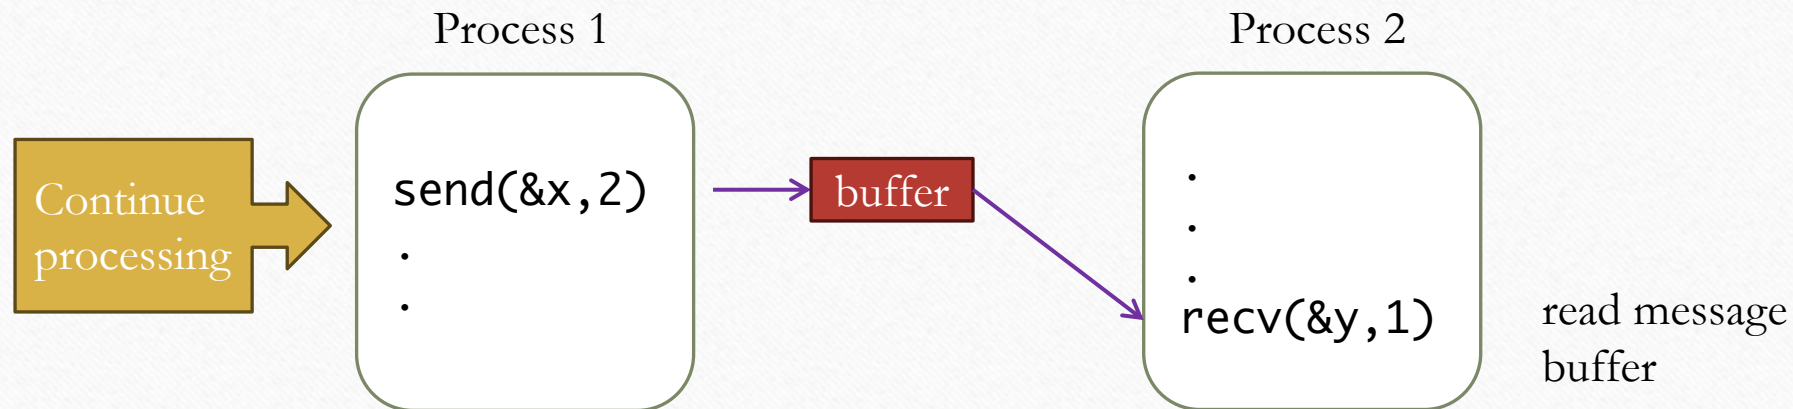 Process 1
Process 2
Continue
processing
send(&x,2)
.
.
buffer
.
.
.
recv(&y,1)
read message
buffer